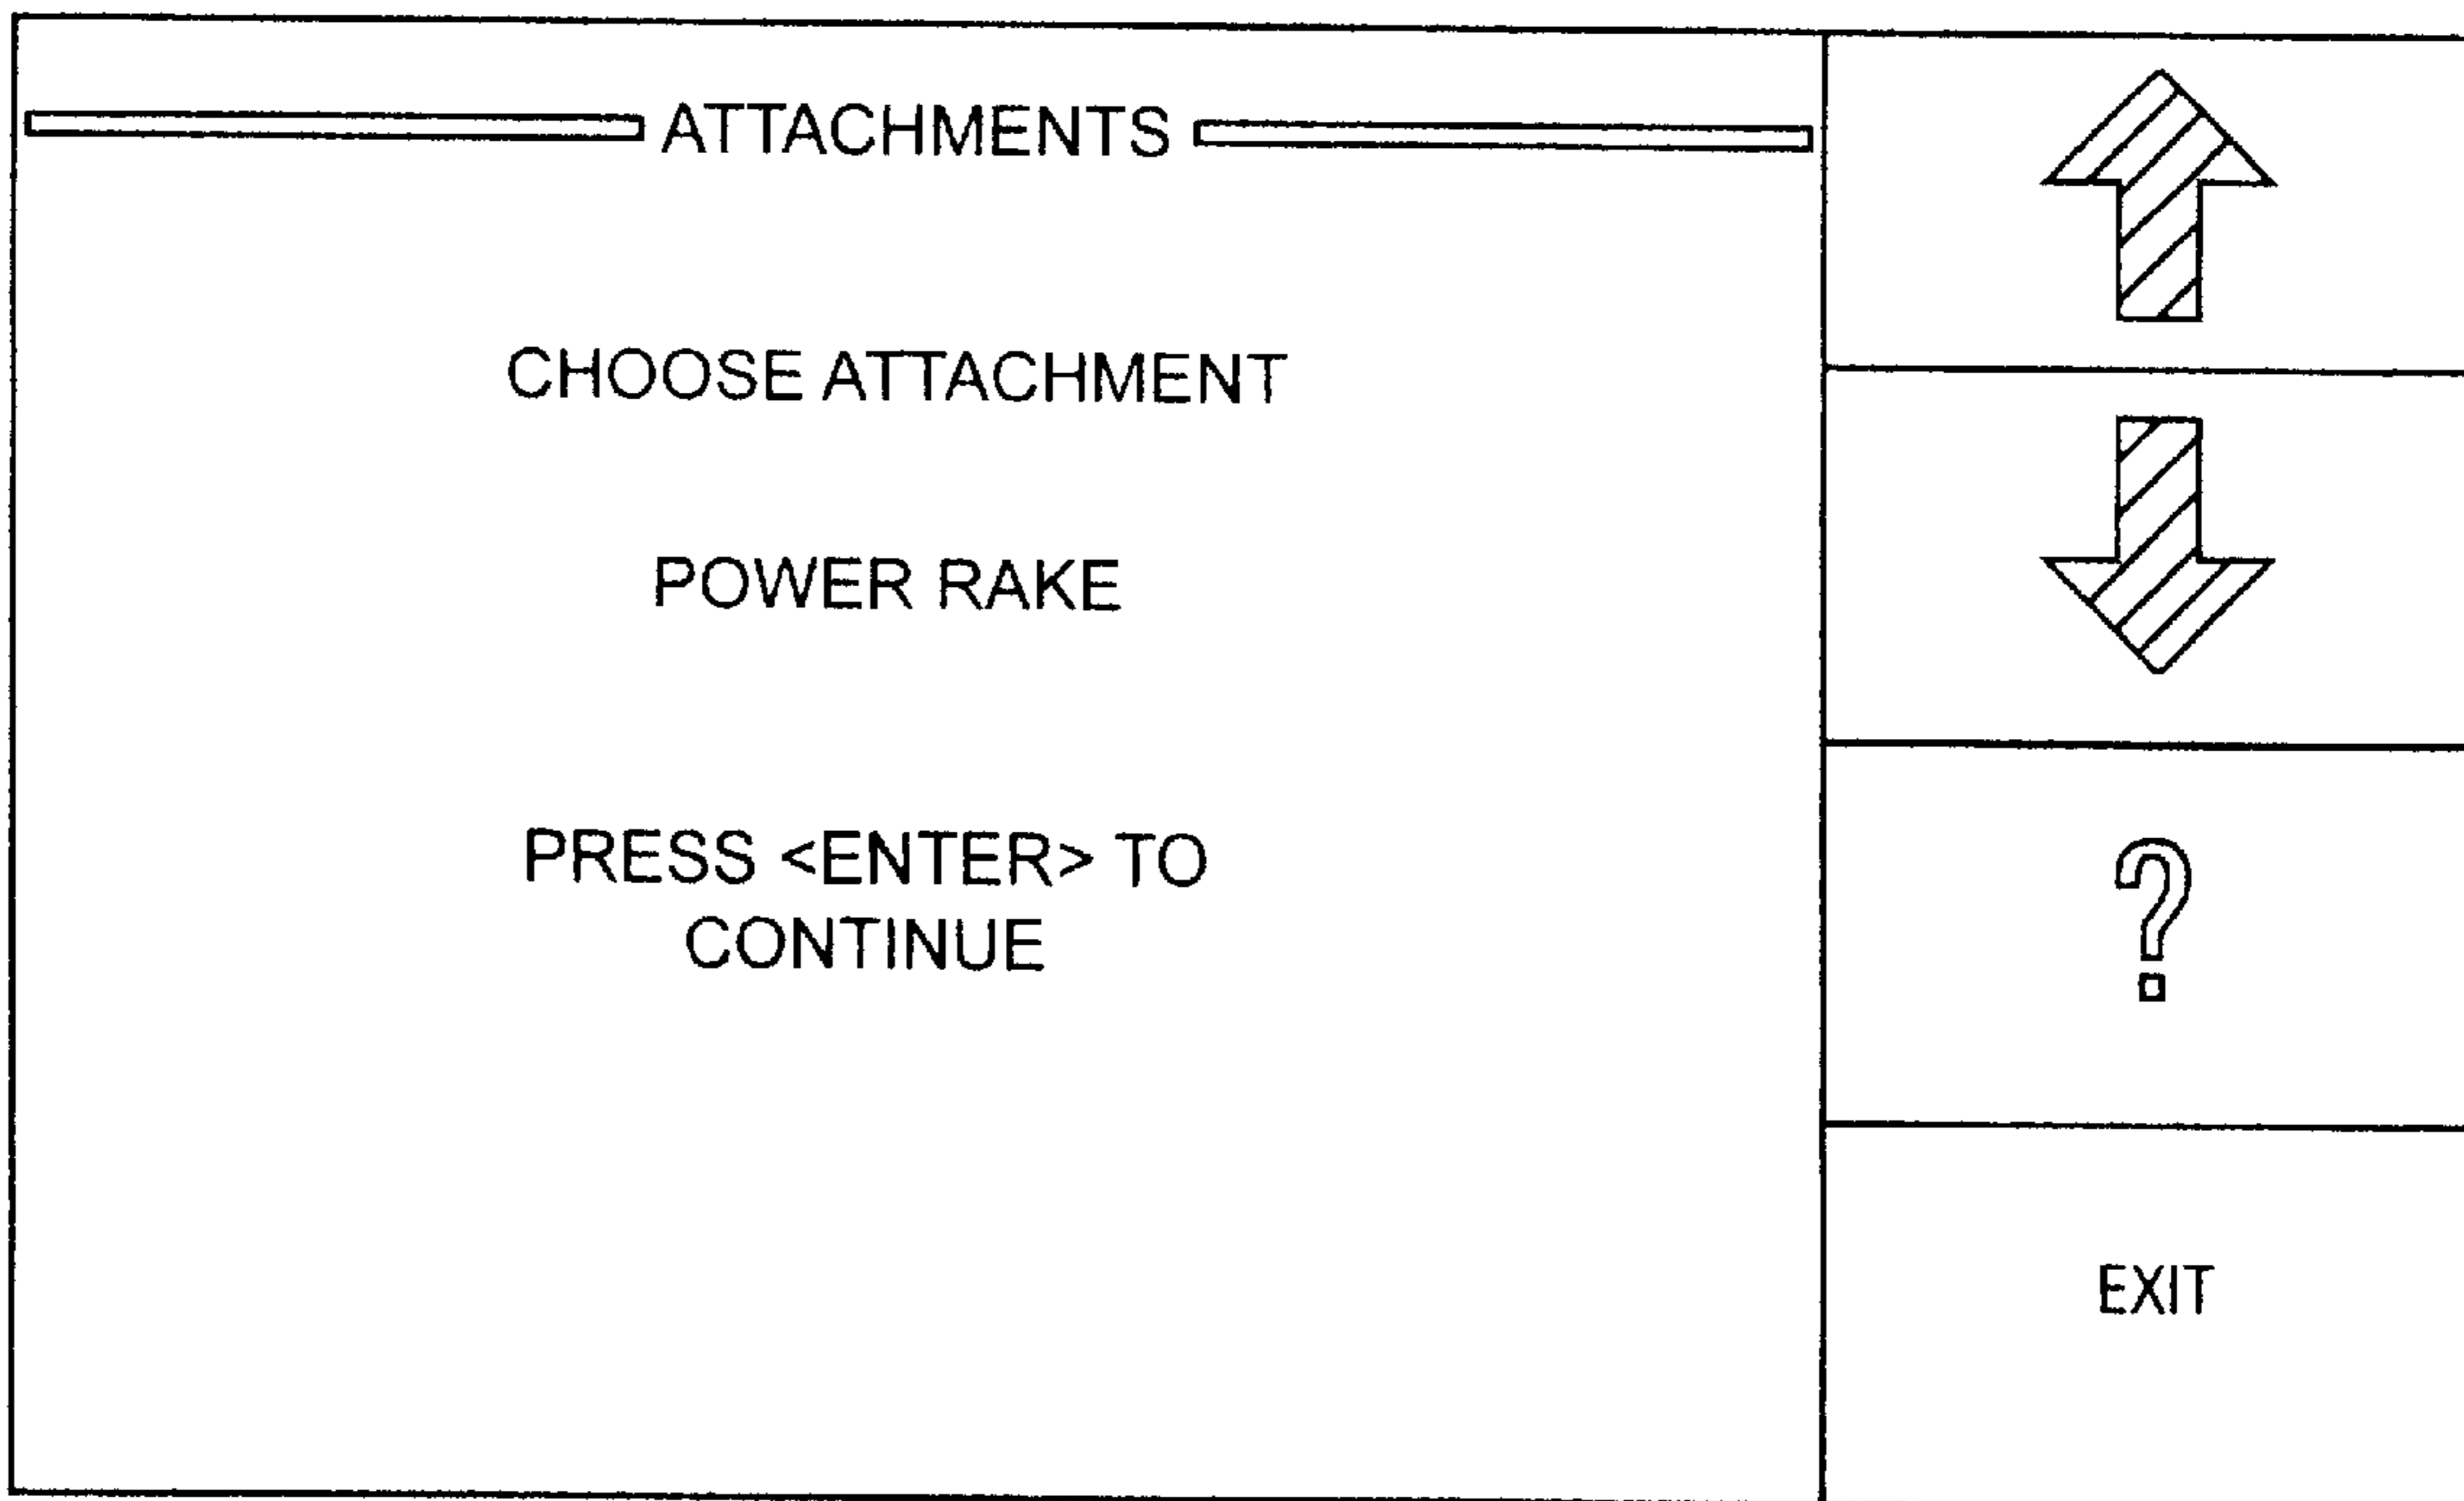 ATTACHMENTS
CHOOSE ATTACHMENT
POWER RAKE
PRESS <ENTER> TO
CONTINUE
?
EXIT